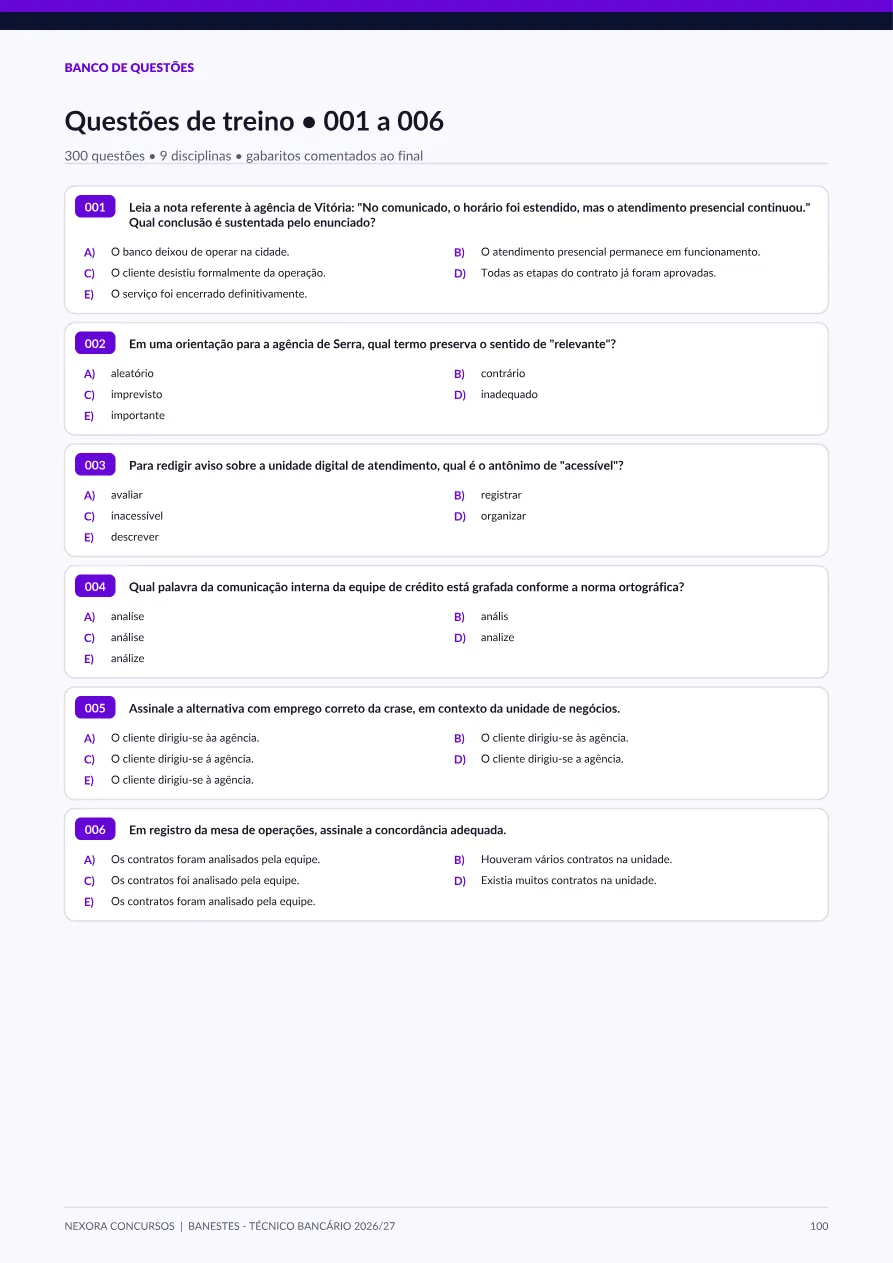 BANCO DE QUESTÕES
Questões de treino • 001 a 006
300 questões • 9 disciplinas • gabaritos comentados ao final
001 Leia a nota referente à agência de Vitória: "No comunicado, o horário foi estendido, mas o atendimento presencial continuou."
Qual conclusão é sustentada pelo enunciado?
A) O banco deixou de operar na cidade. B) O atendimento presencial permanece em funcionamento.
C) O cliente desistiu formalmente da operação. D) Todas as etapas do contrato já foram aprovadas.
E) O serviço foi encerrado definitivamente.
002 Em uma orientação para a agência de Serra, qual termo preserva o sentido de "relevante"?
A) aleatório B) contrário
C) imprevisto D) inadequado
E) importante
003 Para redigir aviso sobre a unidade digital de atendimento, qual é o antônimo de "acessível"?
A) avaliar B) registrar
C) inacessível D) organizar
E) descrever
004 Qual palavra da comunicação interna da equipe de crédito está grafada conforme a norma ortográfica?
A) analíse B) anális
C) análise D) analize
E) análize
005 Assinale a alternativa com emprego correto da crase, em contexto da unidade de negócios.
A) O cliente dirigiu-se àa agência. B) O cliente dirigiu-se às agência.
C) O cliente dirigiu-se á agência. D) O cliente dirigiu-se a agência.
E) O cliente dirigiu-se à agência.
006 Em registro da mesa de operações, assinale a concordância adequada.
A) Os contratos foram analisados pela equipe. B) Houveram vários contratos na unidade.
C) Os contratos foi analisado pela equipe. D) Existia muitos contratos na unidade.
E) Os contratos foram analisado pela equipe.
NEXORA CONCURSOS | BANESTES - TÉCNICO BANCÁRIO 2026/27 100